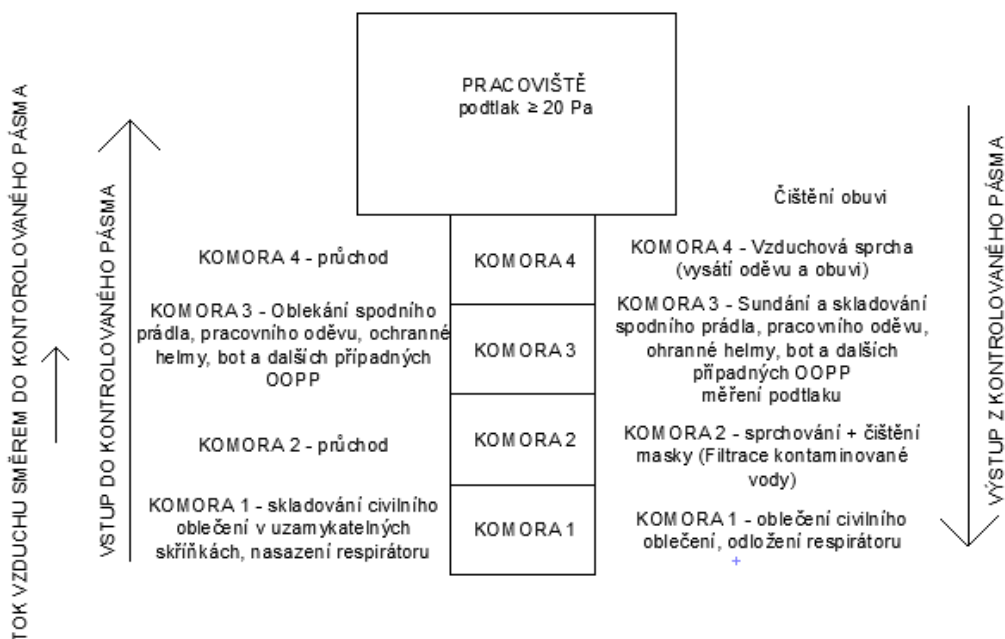 PRACOVIŠTĚ
podtlak ≥ 20 Pa
TOK VZDUCHU SMĚREM DO KONTOROLOVANÉHO PÁSMA
VSTUP DO KONTROLOVANÉHO PÁSMA
KOMORA 4 - průchod
KOMORA 3 - Oblekání spodního
prádla, pracovního oděvu, ochranné
helmy, bot a dalších případných
OOPP
KOMORA 2 - průchod
KOMORA 1 - skladování civilního
oblečení v uzamykatelných
skříňkách, nasazení respirátoru
KOMORA 4
KOMORA 3
KOMORA 2
KOMORA 1
Čištění obuvi
KOMORA 4 - Vzduchová sprcha
(vysátí oděvu a obuvi)
KOMORA 3 - Sundání a skladování
spodního prádla, pracovního oděvu,
ohranné helmy, bot a dalších
případných OOPP
měření podtlaku
KOMORA 2 - sprchování + čištění
masky (Filtrace kontaminované
vody)
KOMORA 1 - oblečení civilního
oblečení, odložení respirátoru
VÝSTUP Z KONTROLOVANÉHO PÁSMA